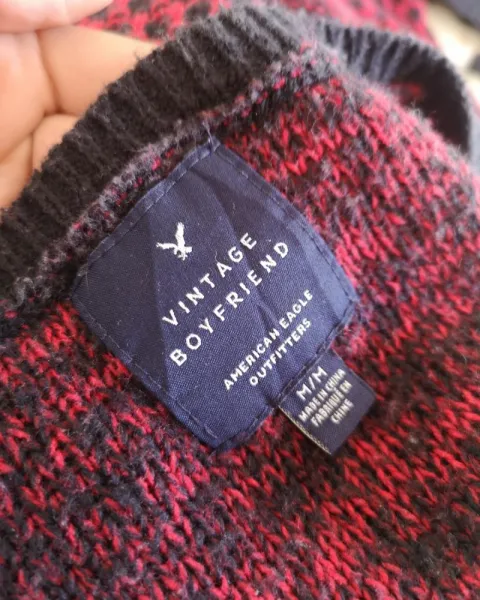 VINTAGE
BOYFRIEND
AMERICAN EAGLE
OUTFITTERS
M/M
MADE IN CHINA
FABRIQUÉ EN
CHINE